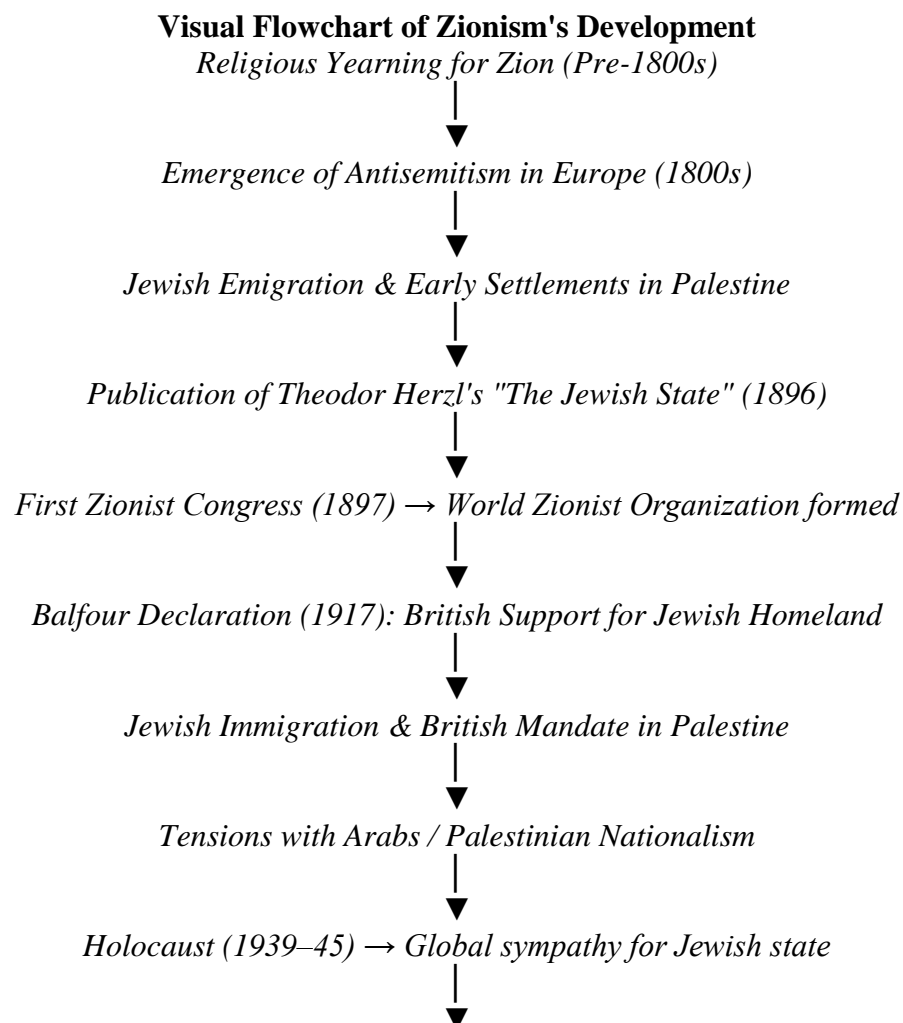 Visual Flowchart of Zionism's Development
Religious Yearning for Zion (Pre-1800s)
Emergence of Antisemitism in Europe (1800s)
Jewish Emigration & Early Settlements in Palestine
Publication of Theodor Herzl's "The Jewish State" (1896)
First Zionist Congress (1897) → World Zionist Organization formed
Balfour Declaration (1917): British Support for Jewish Homeland
Jewish Immigration & British Mandate in Palestine
Tensions with Arabs / Palestinian Nationalism
Holocaust (1939–45) → Global sympathy for Jewish state